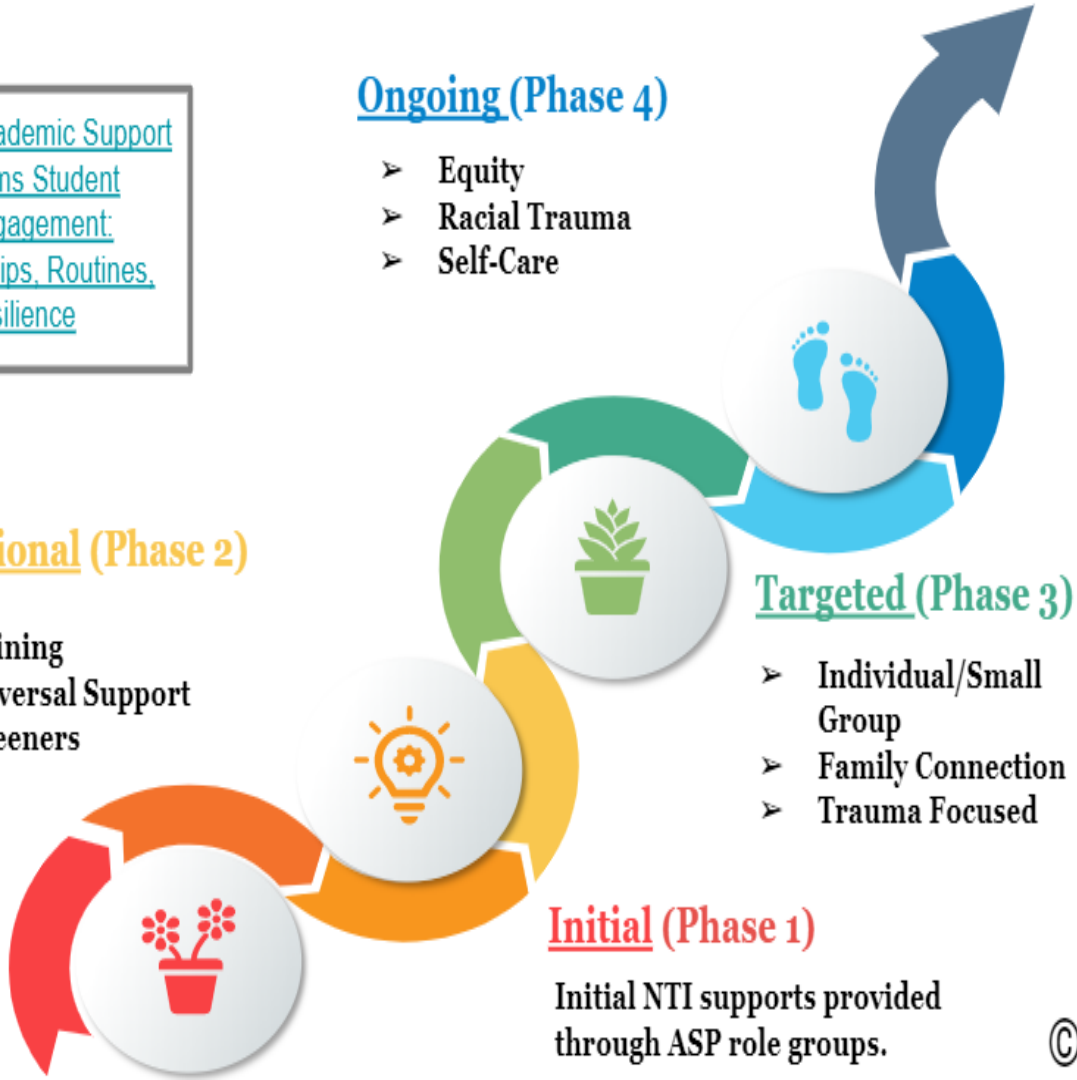 Ongoing (Phase 4)
➢ Equity
➢ Racial Trauma
➢ Self-Care
ademic Support
ms Student
gagement:
ips, Routines,
silience
ional (Phase 2)
ining
versal Support
eeners
Targeted (Phase 3)
➢ Individual/Small
Group
➢ Family Connection
➢ Trauma Focused
Initial (Phase 1)
Initial NTI supports provided
through ASP role groups.
©